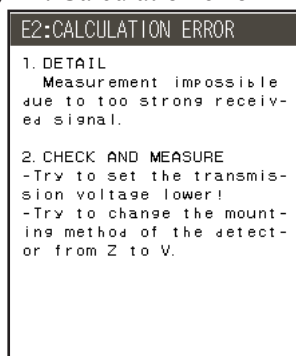 E2:CALCULATION ERROR
1. DETAIL
Measurement impossible
due to too strong receiv-
ed signal.
2. CHECK AND MEASURE
-Try to set the transmis-
sion voltage lower!
-Try to change the mount-
ing method of the detect-
or from Z to V.